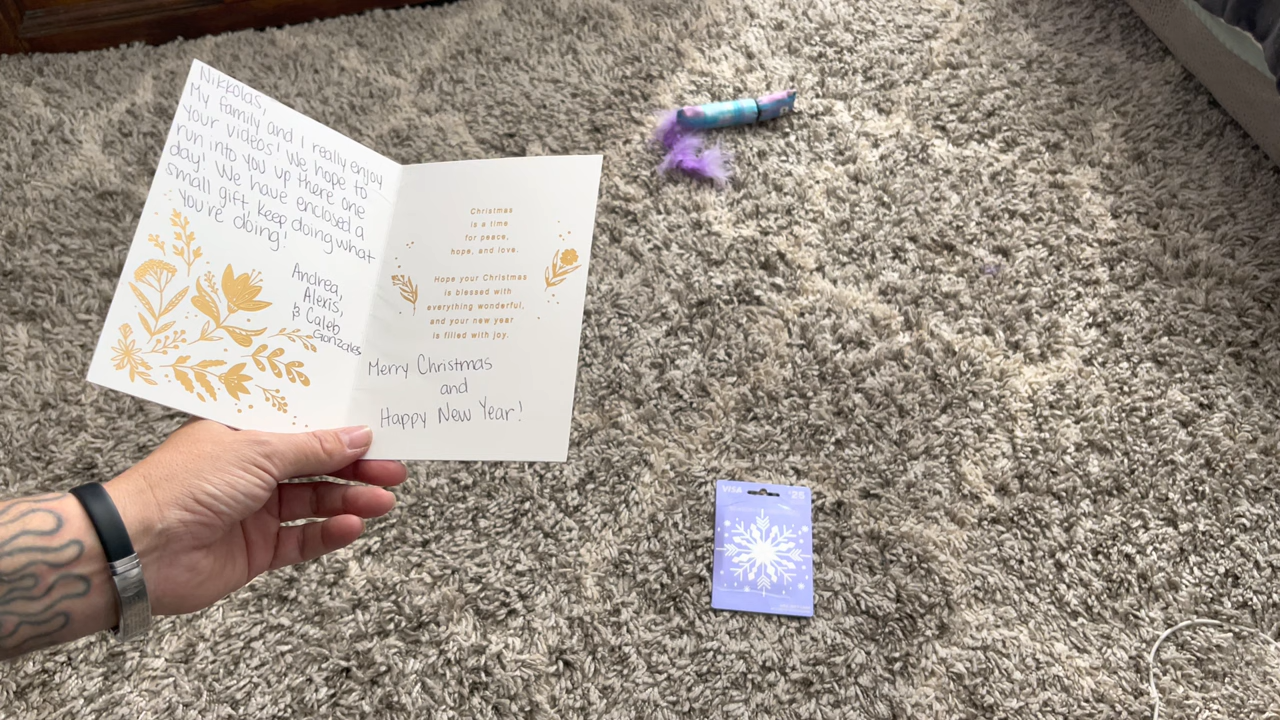 Nikkolas,
My family and I really enjoy
your videos! We hope to
run into you up there one
day! We have enclosed a
small gift. Keep doing what
you're doing!
Andrea,
Alexis,
& Caleb
Gonzales
Christmas
is a time
for peace,
hope, and love.
Hope your Christmas
is blessed with
everything wonderful,
and your new year
is filled with joy.
Merry Christmas
and
Happy New Year!
VISA
$25